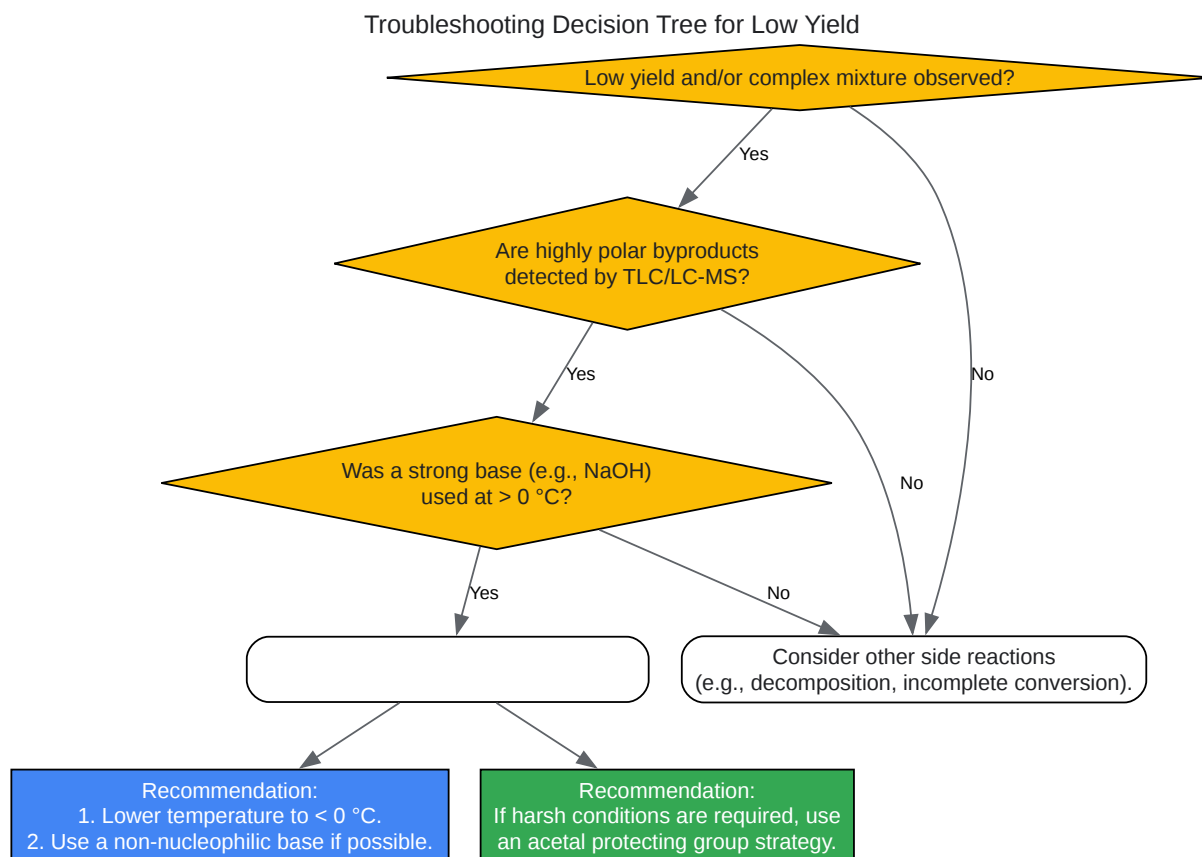 Troubleshooting Decision Tree for Low Yield
Low yield and/or complex mixture observed?
Yes
Are highly polar byproducts
detected by TLC/LC-MS?
Yes
No
Was a strong base (e.g., NaOH)
used at > 0 °C?
No
Yes
No
Consider other side reactions
(e.g., decomposition, incomplete conversion).
Recommendation:
1. Lower temperature to < 0 °C.
2. Use a non-nucleophilic base if possible.
Recommendation:
If harsh conditions are required, use
an acetal protecting group strategy.